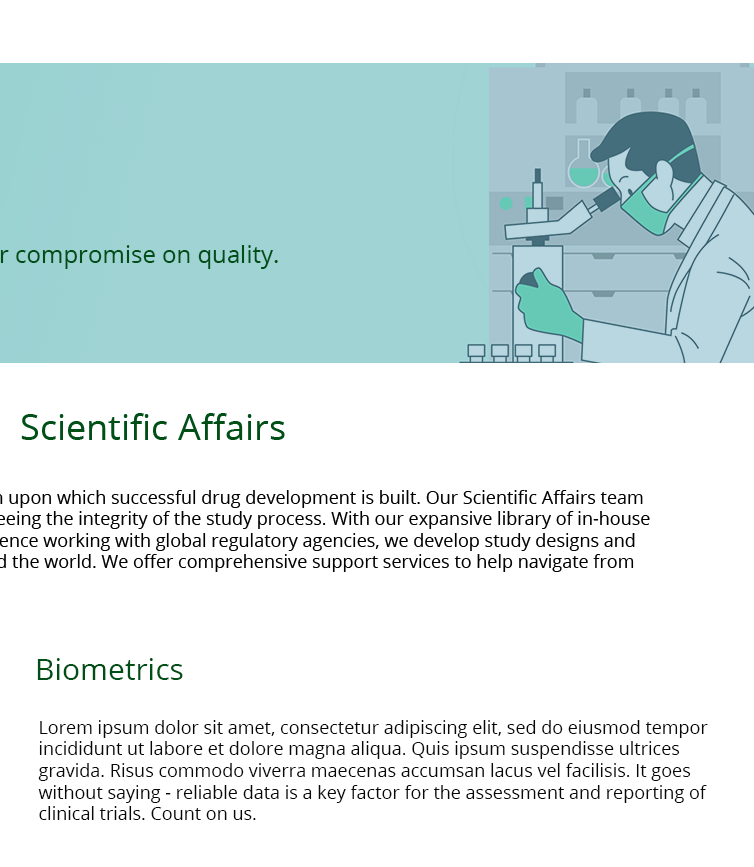 compromise on quality.
Scientific Affairs
upon which successful drug development is built. Our Scientific Affairs team
the integrity of the study process. With our expansive library of in-house
working with global regulatory agencies, we develop study designs and
the world. We offer comprehensive support services to help navigate from
Biometrics
Lorem ipsum dolor sit amet, consectetur adipiscing elit, sed do eiusmod tempor
incididunt ut labore et dolore magna aliqua. Quis ipsum suspendisse ultrices
gravida. Risus commodo viverra maecenas accumsan lacus vel facilisis. It goes
without saying - reliable data is a key factor for the assessment and reporting of
clinical trials. Count on us.